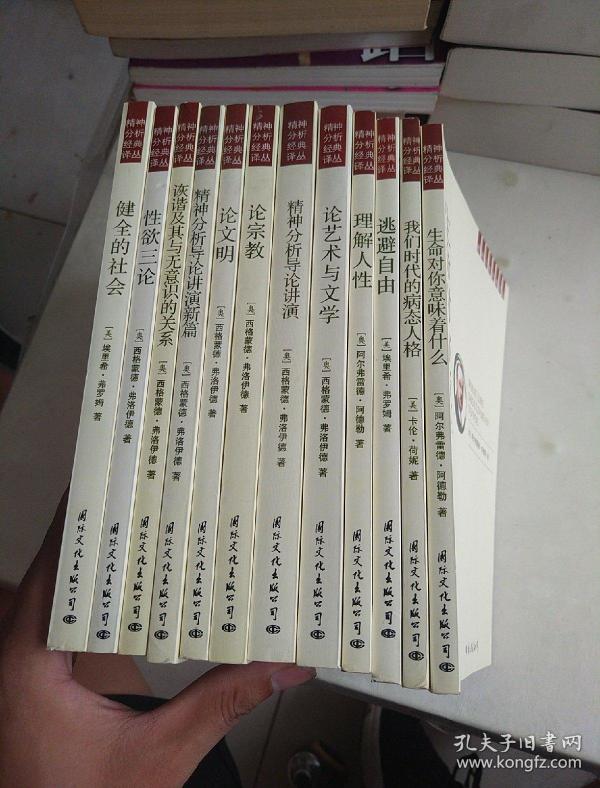 精神分析经典译丛
健全的社会
［美］埃里希·弗罗姆 著
国际文化出版公司
精神分析经典译丛
性欲三论
［奥］西格蒙德·弗洛伊德 著
国际文化出版公司
精神分析经典译丛
诙谐及其与无意识的关系
［奥］西格蒙德·弗洛伊德 著
国际文化出版公司
精神分析经典译丛
精神分析导论讲演新篇
［奥］西格蒙德·弗洛伊德 著
国际文化出版公司
精神分析经典译丛
论文明
［奥］西格蒙德·弗洛伊德 著
国际文化出版公司
精神分析经典译丛
论宗教
［奥］西格蒙德·弗洛伊德 著
国际文化出版公司
精神分析经典译丛
精神分析导论讲演
［奥］西格蒙德·弗洛伊德 著
国际文化出版公司
精神分析经典译丛
论艺术与文学
［奥］西格蒙德·弗洛伊德 著
国际文化出版公司
精神分析经典译丛
理解人性
［奥］阿尔弗雷德·阿德勒 著
国际文化出版公司
精神分析经典译丛
逃避自由
［美］埃里希·弗罗姆 著
国际文化出版公司
精神分析经典译丛
我们时代的病态人格
［美］卡伦·荷妮 著
国际文化出版公司
精神分析经典译丛
生命对你意味着什么
［奥］阿尔弗雷德·阿德勒 著
国际文化出版公司
孔夫子旧书网
www.kongfz.com